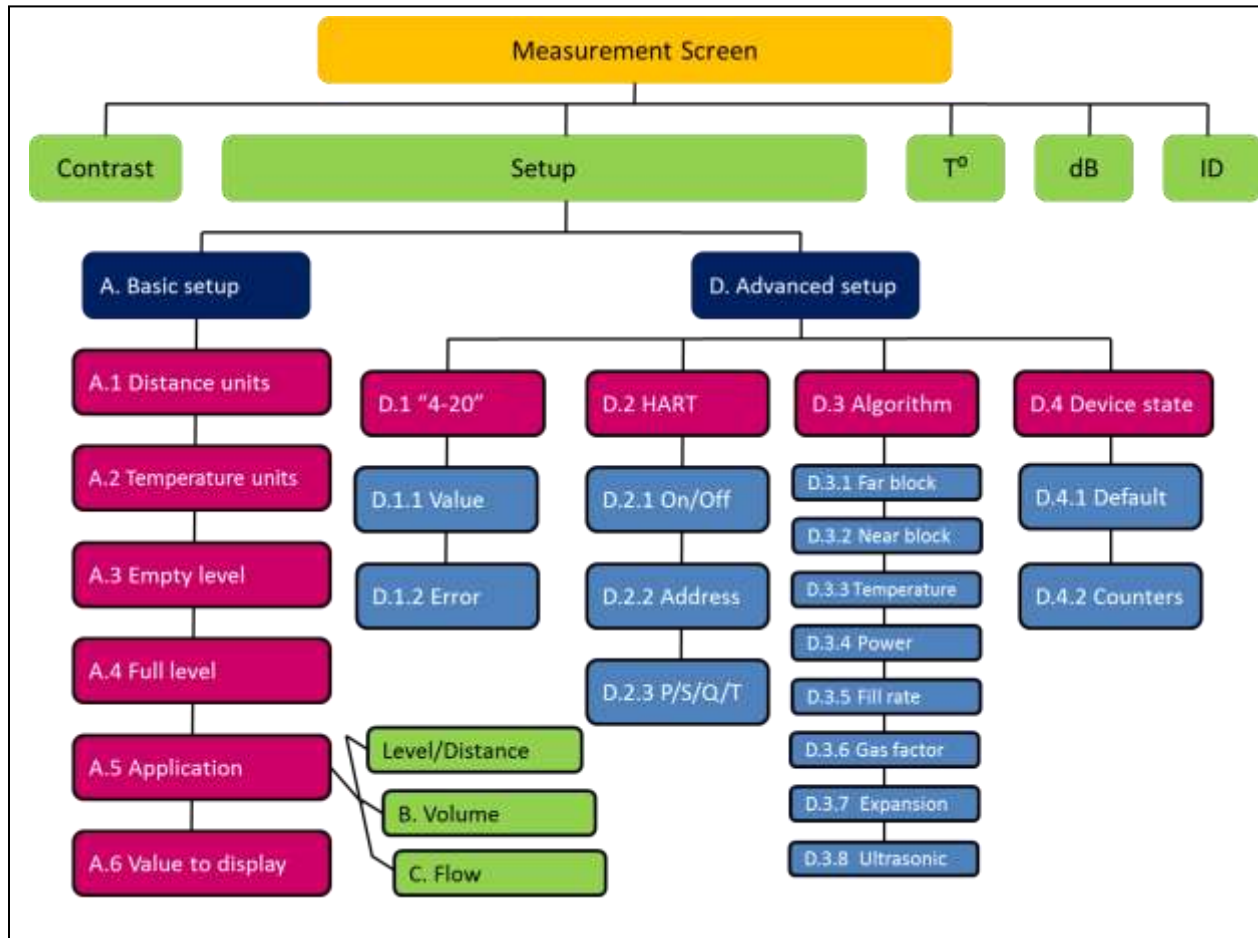 Measurement Screen
Contrast
Setup
Tº
dB
ID
A. Basic setup
D. Advanced setup
A.1 Distance units
A.2 Temperature units
A.3 Empty level
A.4 Full level
A.5 Application
A.6 Value to display
Level/Distance
B. Volume
C. Flow
D.1 “4-20”
D.1.1 Value
D.1.2 Error
D.2 HART
D.2.1 On/Off
D.2.2 Address
D.2.3 P/S/Q/T
D.3 Algorithm
D.3.1 Far block
D.3.2 Near block
D.3.3 Temperature
D.3.4 Power
D.3.5 Fill rate
D.3.6 Gas factor
D.3.7 Expansion
D.3.8 Ultrasonic
D.4 Device state
D.4.1 Default
D.4.2 Counters